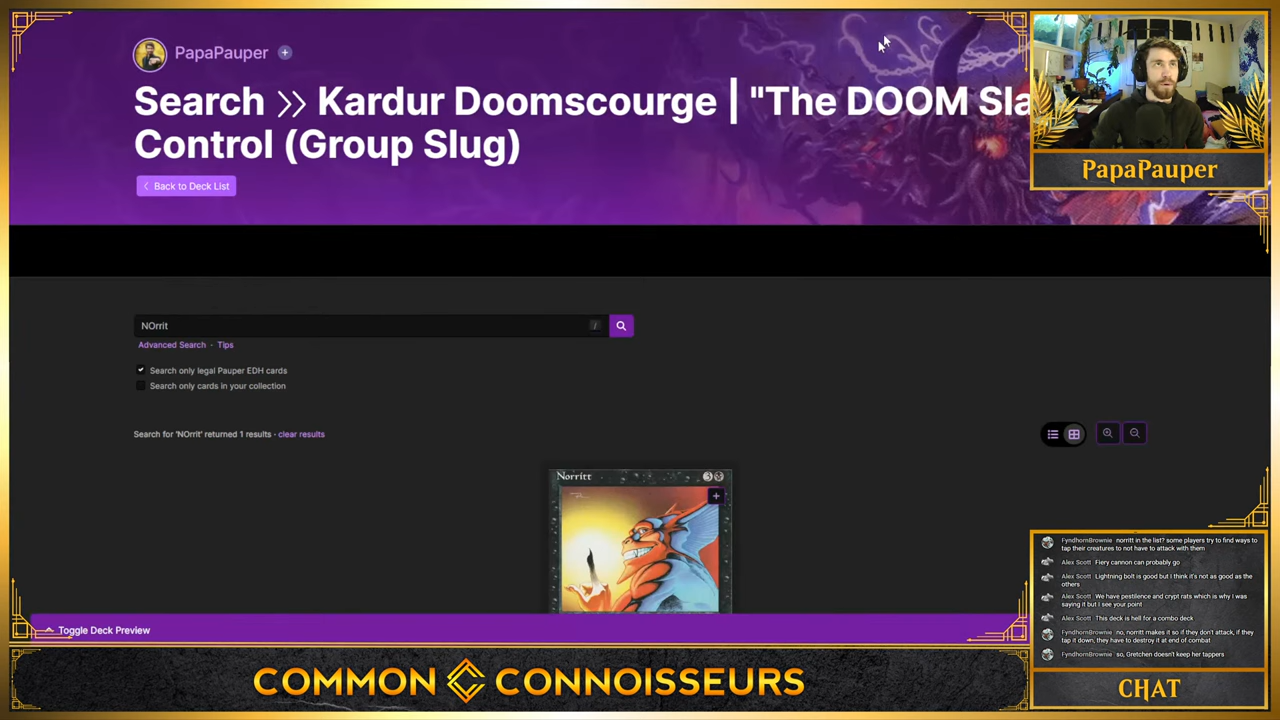 PapaPauper
Search >> Kardur Doomscourge | "The DOOM Sla
Control (Group Slug)
Back to Deck List
NOrrit
/
Advanced Search · Tips
Search only legal Pauper EDH cards
Search only cards in your collection
Search for 'NOrrit' returned 1 results · clear results
Norritt
3
Toggle Deck Preview
COMMON CONNOISSEURS
PapaPauper
FyndhornBrownie norritt in the list? some players try to find ways to
tap their creatures to not have to attack with them
Alex Scott Fiery cannon can probably go
Alex Scott Lightning bolt is good but I think it's not as good as the
others
Alex Scott We have pestilence and crypt rats which is why I was
saying it but I see your point
Alex Scott This deck is hell for a combo deck
FyndhornBrownie no, norritt makes it so if they don't attack, if they
tap it down, they have to destroy it at end of combat
FyndhornBrownie so, Gretchen doesn't keep her tappers
CHAT